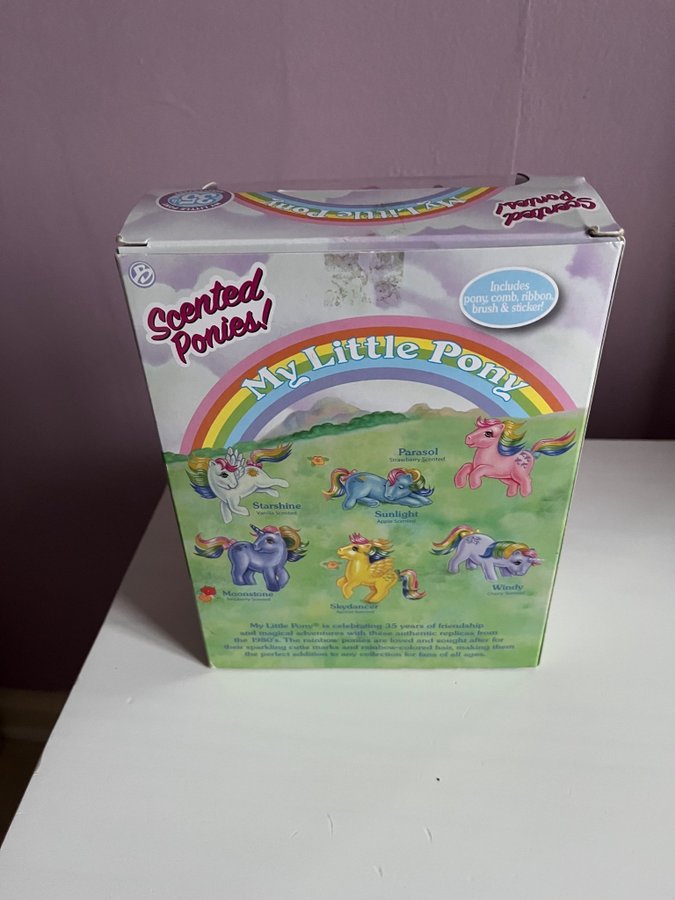 35
My Little Pony
Scented
Ponies!
Scented
Ponies!
Includes
pony, comb, ribbon,
brush & sticker!
My Little Pony
Parasol
Strawberry Scented
Starshine
Vanilla Scented
Sunlight
Apple Scented
Moonstone
Scented
Skydancer
Scented
Windy
Scented
My Little Pony® is celebrating 35 years of friendship
and magical adventures with these authentic replicas from
the 1980's. The rainbow ponies are loved and sought after for
their sparkling cutie marks and rainbow-colored hair, making them
the perfect addition to any collection for fans of all ages.